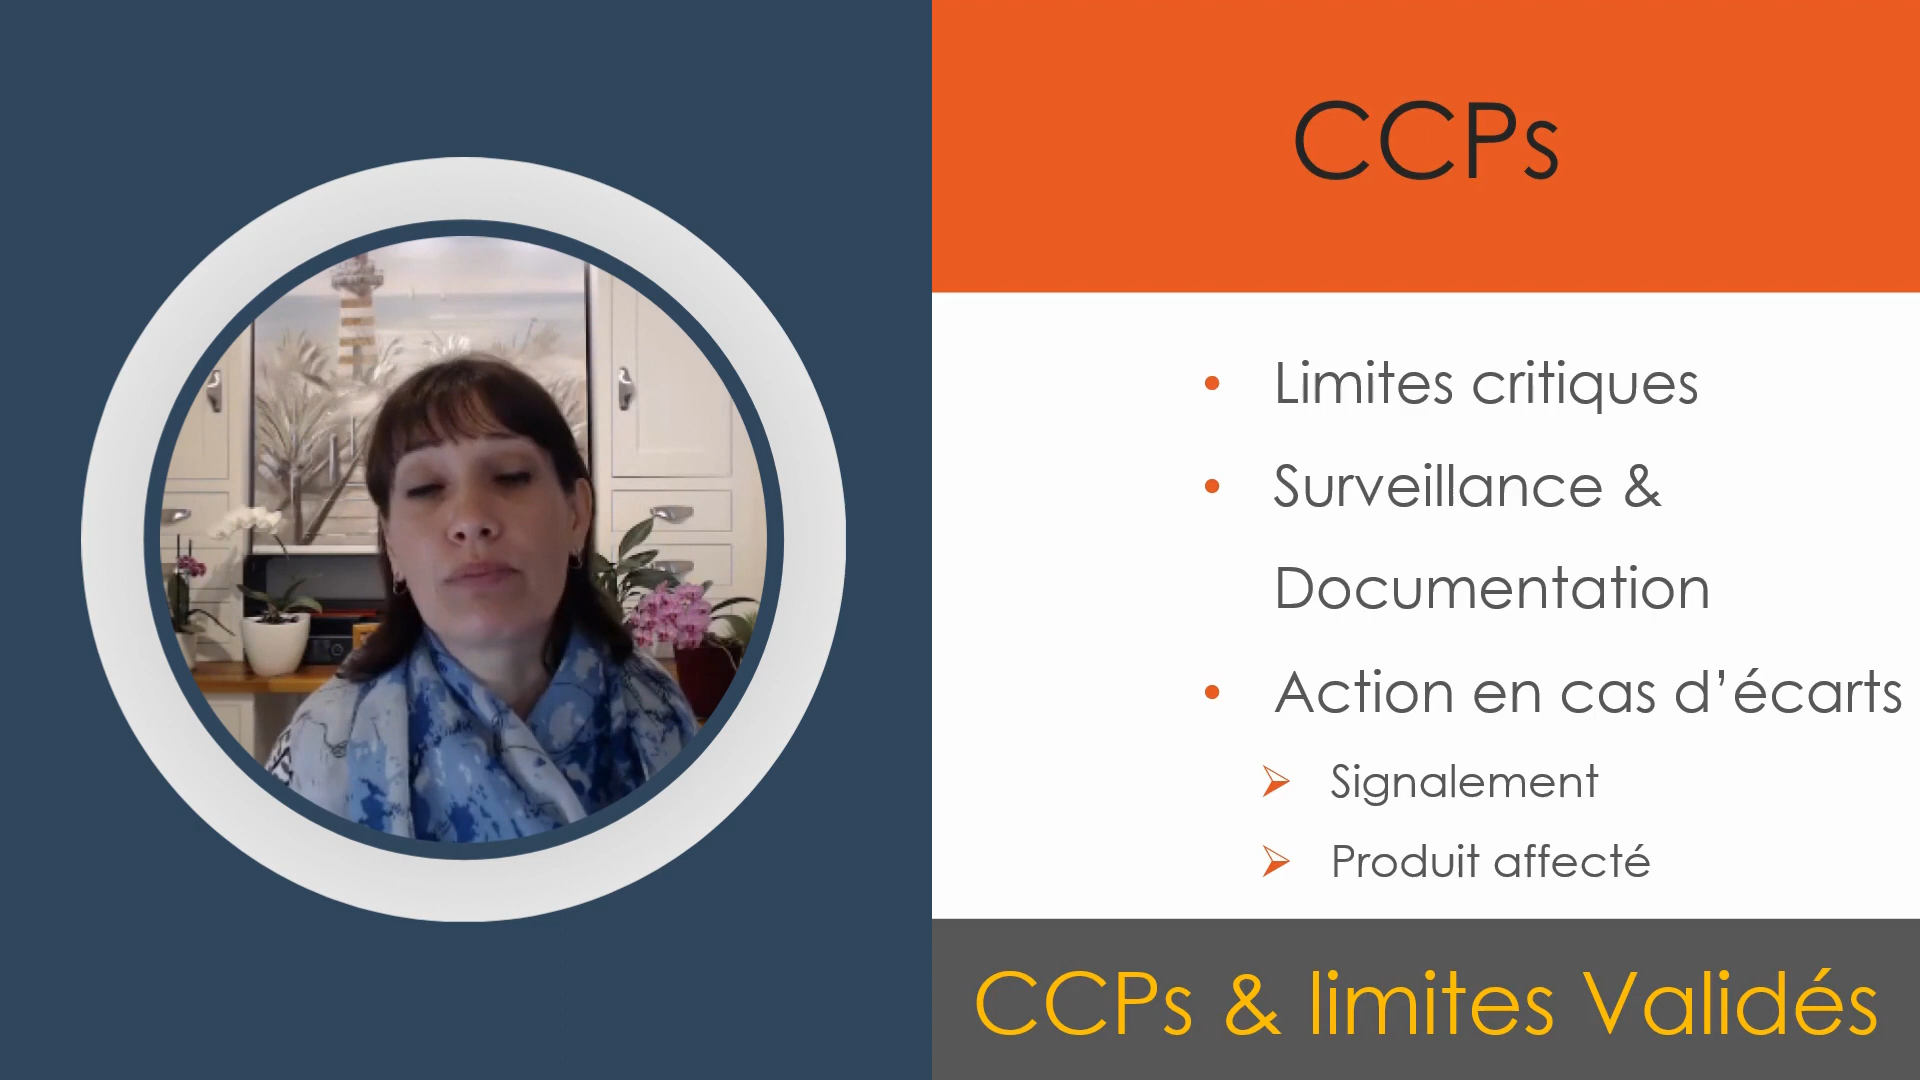 CCPs
• Limites critiques
• Surveillance &
Documentation
• Action en cas d’écarts
➢ Signalement
➢ Produit affecté
CCPs & limites Validés